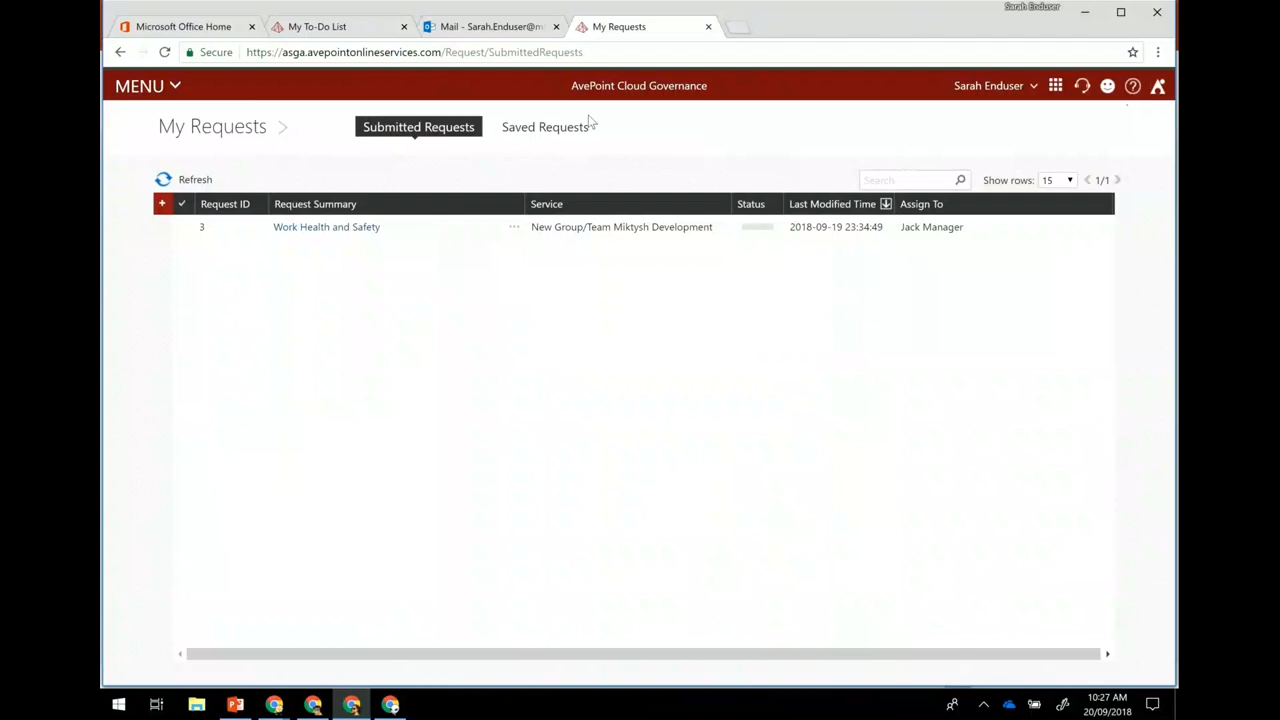 Sarah Enduser
Microsoft Office Home
My To-Do List
Mail - Sarah.Enduser@m
My Requests
Secure
https://asga.avepointonlineservices.com/Request/SubmittedRequests
MENU
AvePoint Cloud Governance
Sarah Enduser
My Requests
Submitted Requests
Saved Requests
Refresh
Search
Show rows: 15
1/1
Request ID Request Summary Service Status Last Modified Time Assign To
3 Work Health and Safety ... New Group/Team Miktysh Development 2018-09-19 23:34:49 Jack Manager
10:27 AM
20/09/2018